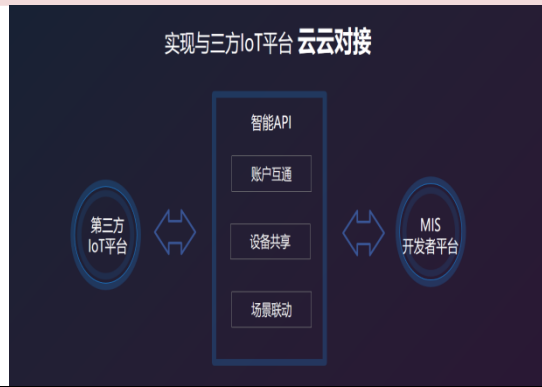 实现与三方IoT平台 云云对接
智能API
账户互通
设备共享
场景联动
第三方
IoT平台
MIS
开发者平台